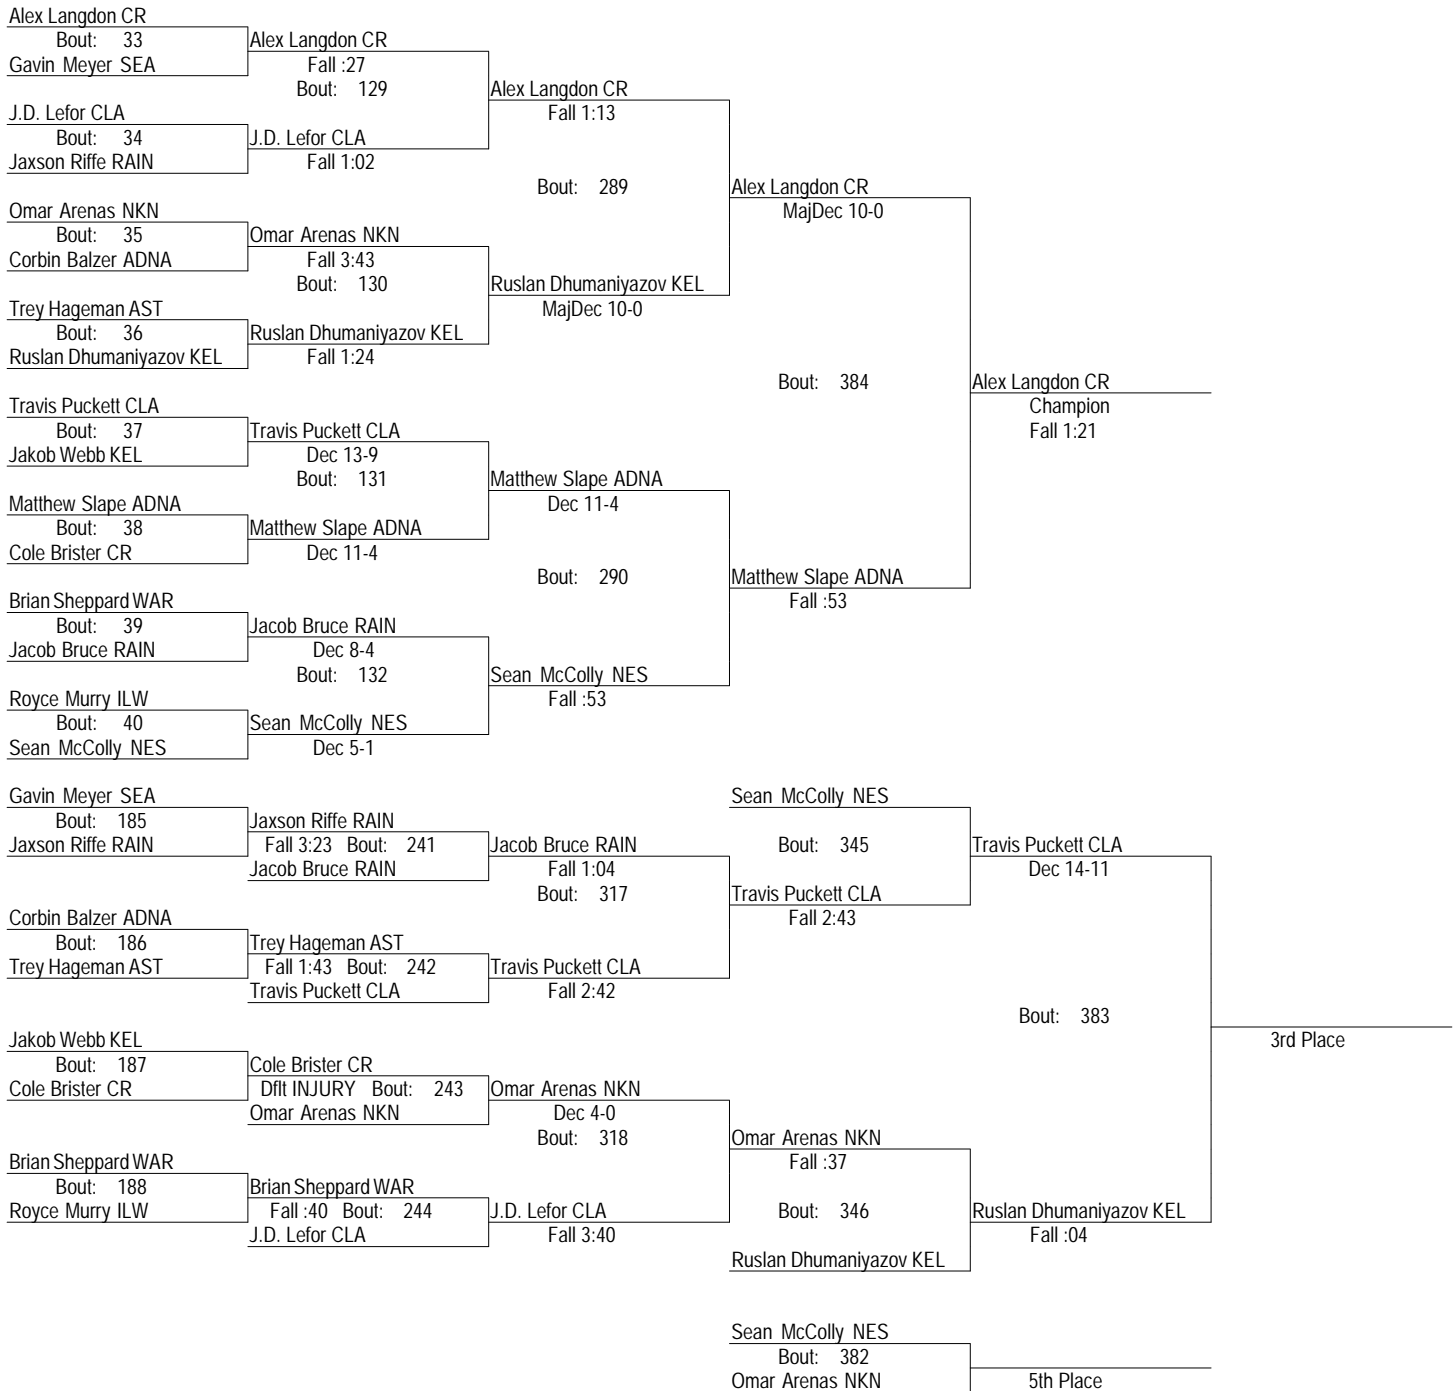 Alex Langdon CR
Bout: 33
Alex Langdon CR
Gavin Meyer SEA
Fall :27
Bout: 129
Alex Langdon CR
J.D. Lefor CLA
Fall 1:13
Bout: 34
J.D. Lefor CLA
Jaxson Riffe RAIN
Fall 1:02
Bout: 289
Alex Langdon CR
Omar Arenas NKN
MajDec 10-0
Bout: 35
Omar Arenas NKN
Corbin Balzer ADNA
Fall 3:43
Bout: 130
Ruslan Dhumaniyazov KEL
Trey Hageman AST
MajDec 10-0
Bout: 36
Ruslan Dhumaniyazov KEL
Ruslan Dhumaniyazov KEL
Fall 1:24
Bout: 384
Alex Langdon CR
Travis Puckett CLA
Champion
Bout: 37
Travis Puckett CLA
Fall 1:21
Jakob Webb KEL
Dec 13-9
Bout: 131
Matthew Slape ADNA
Matthew Slape ADNA
Dec 11-4
Bout: 38
Matthew Slape ADNA
Cole Brister CR
Dec 11-4
Bout: 290
Matthew Slape ADNA
Brian Sheppard WAR
Fall :53
Bout: 39
Jacob Bruce RAIN
Jacob Bruce RAIN
Dec 8-4
Bout: 132
Sean McColly NES
Royce Murry ILW
Fall :53
Bout: 40
Sean McColly NES
Sean McColly NES
Dec 5-1
Gavin Meyer SEA
Sean McColly NES
Bout: 185
Jaxson Riffe RAIN
Jaxson Riffe RAIN
Fall 3:23 Bout: 241
Jacob Bruce RAIN
Bout: 345
Travis Puckett CLA
Jacob Bruce RAIN
Fall 1:04
Dec 14-11
Bout: 317
Travis Puckett CLA
Corbin Balzer ADNA
Fall 2:43
Bout: 186
Trey Hageman AST
Trey Hageman AST
Fall 1:43 Bout: 242
Travis Puckett CLA
Travis Puckett CLA
Fall 2:42
Bout: 383
Jakob Webb KEL
3rd Place
Bout: 187
Cole Brister CR
Cole Brister CR
Dflt INJURY Bout: 243
Omar Arenas NKN
Omar Arenas NKN
Dec 4-0
Bout: 318
Omar Arenas NKN
Brian Sheppard WAR
Fall :37
Bout: 188
Brian Sheppard WAR
Royce Murry ILW
Fall :40 Bout: 244
J.D. Lefor CLA
Bout: 346
Ruslan Dhumaniyazov KEL
J.D. Lefor CLA
Fall 3:40
Fall :04
Ruslan Dhumaniyazov KEL
Sean McColly NES
Bout: 382
Omar Arenas NKN
5th Place